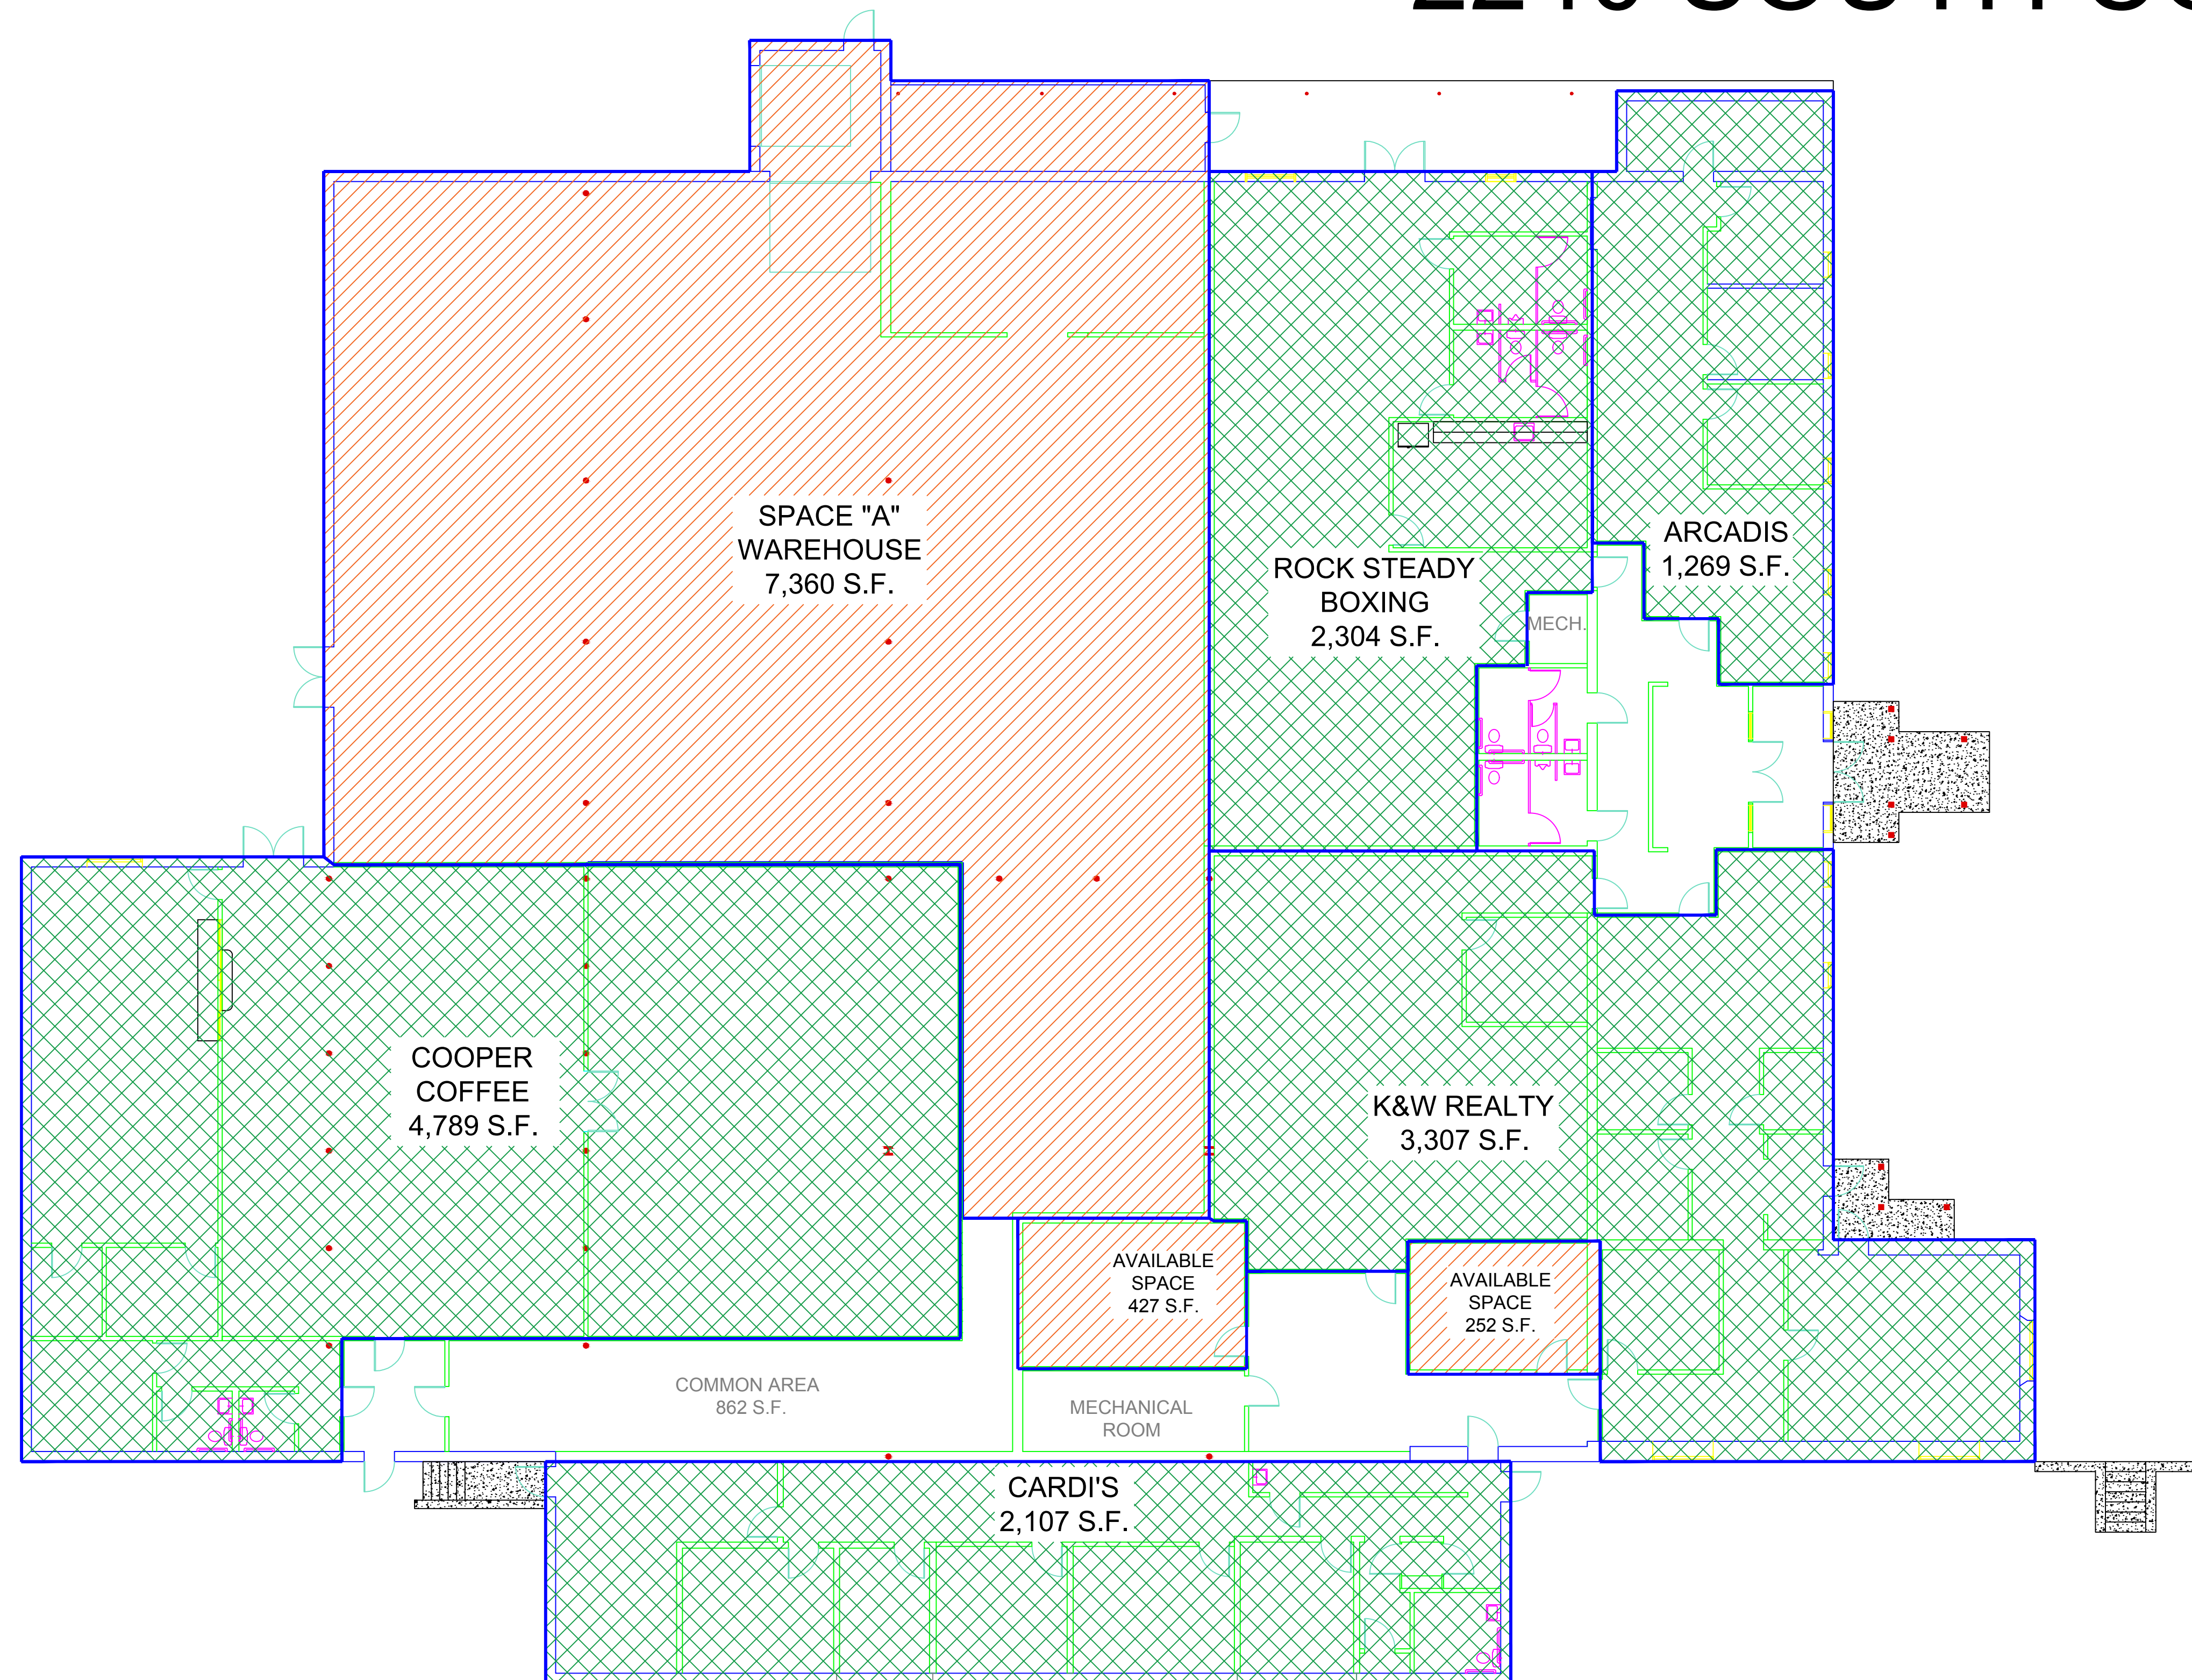 SPACE "A"
WAREHOUSE
7,360 S.F.
ROCK STEADY
BOXING
2,304 S.F.
ARCADIS
1,269 S.F.
MECH.
COOPER
COFFEE
4,789 S.F.
K&W REALTY
3,307 S.F.
AVAILABLE
SPACE
427 S.F.
AVAILABLE
SPACE
252 S.F.
COMMON AREA
862 S.F.
MECHANICAL
ROOM
CARDI'S
2,107 S.F.